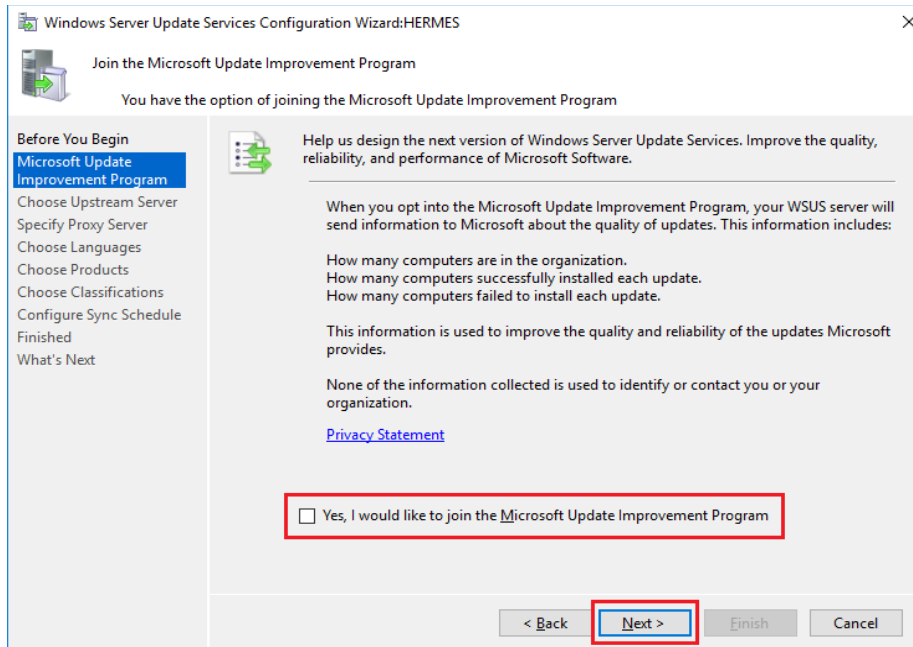 Windows Server Update Services Configuration Wizard:HERMES
Join the Microsoft Update Improvement Program
You have the option of joining the Microsoft Update Improvement Program
Before You Begin
Microsoft Update
Improvement Program
Choose Upstream Server
Specify Proxy Server
Choose Languages
Choose Products
Choose Classifications
Configure Sync Schedule
Finished
What's Next
Help us design the next version of Windows Server Update Services. Improve the quality,
reliability, and performance of Microsoft Software.
When you opt into the Microsoft Update Improvement Program, your WSUS server will
send information to Microsoft about the quality of updates. This information includes:
How many computers are in the organization.
How many computers successfully installed each update.
How many computers failed to install each update.
This information is used to improve the quality and reliability of the updates Microsoft
provides.
None of the information collected is used to identify or contact you or your
organization.
Privacy Statement
Yes, I would like to join the Microsoft Update Improvement Program
< Back
Next >
Finish
Cancel